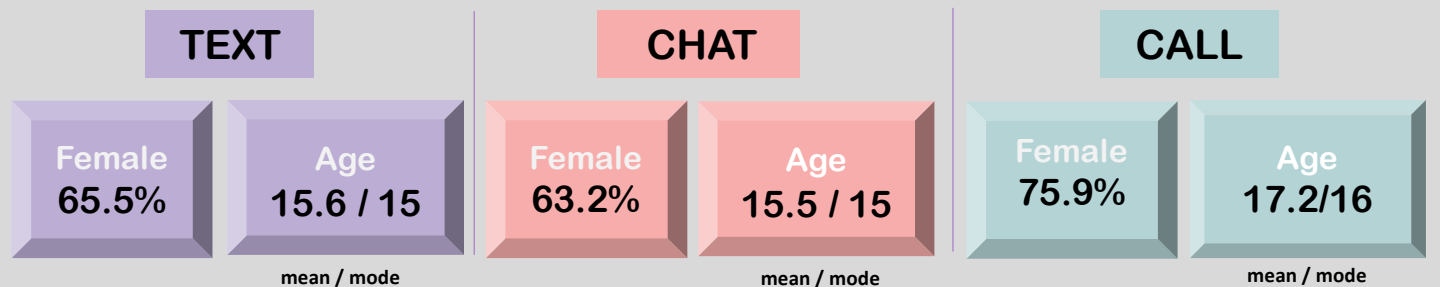 TEXT
Female
65.5%
Age
15.6 / 15
mean / mode
CHAT
Female
63.2%
Age
15.5 / 15
mean / mode
CALL
Female
75.9%
Age
17.2/16
mean / mode